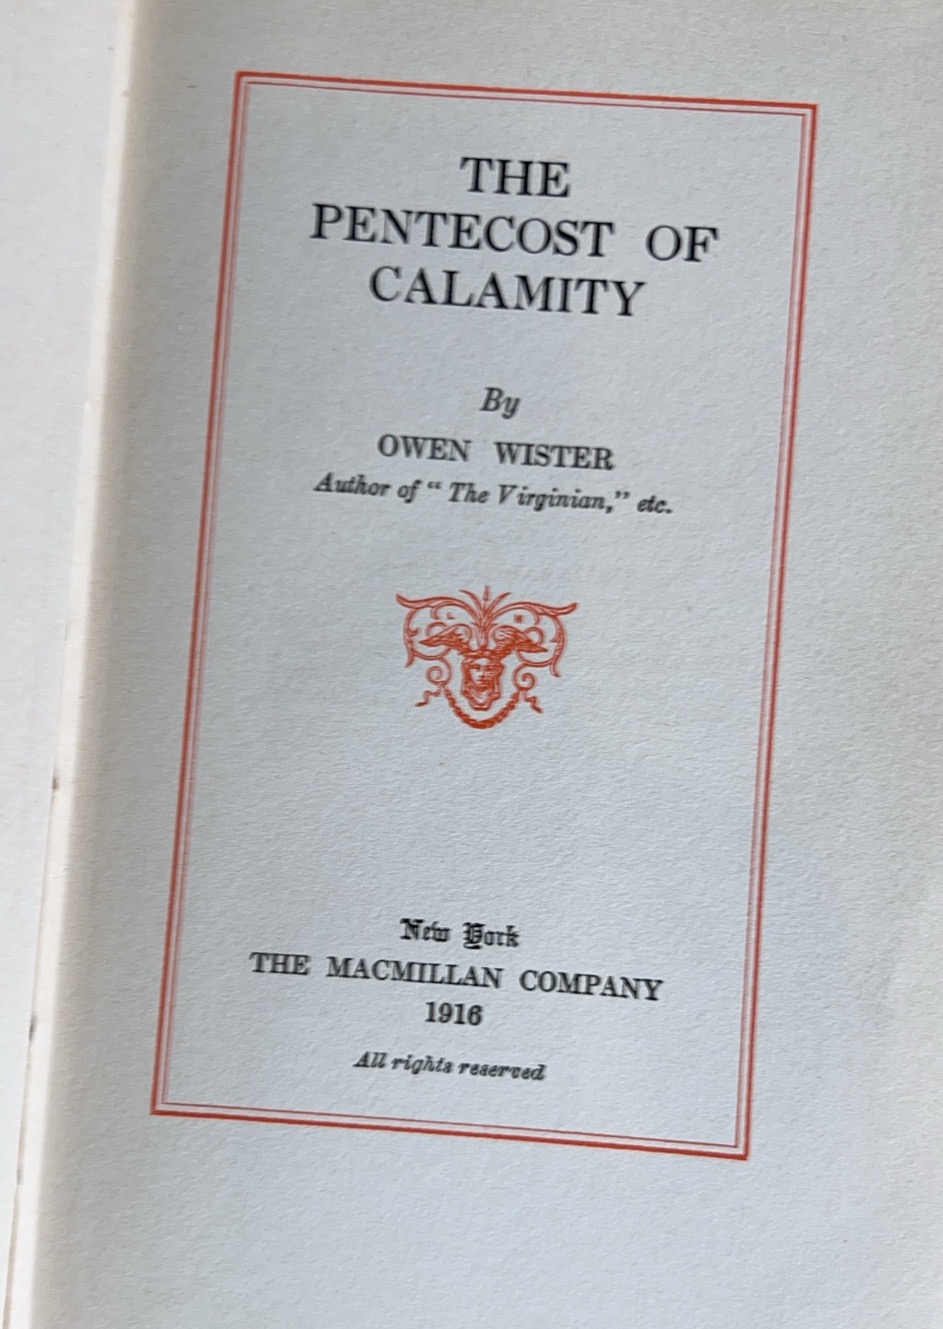 THE
PENTECOST OF
CALAMITY
By
OWEN WISTER
Author of “ The Virginian,” etc.
New York
THE MACMILLAN COMPANY
1916
All rights reserved